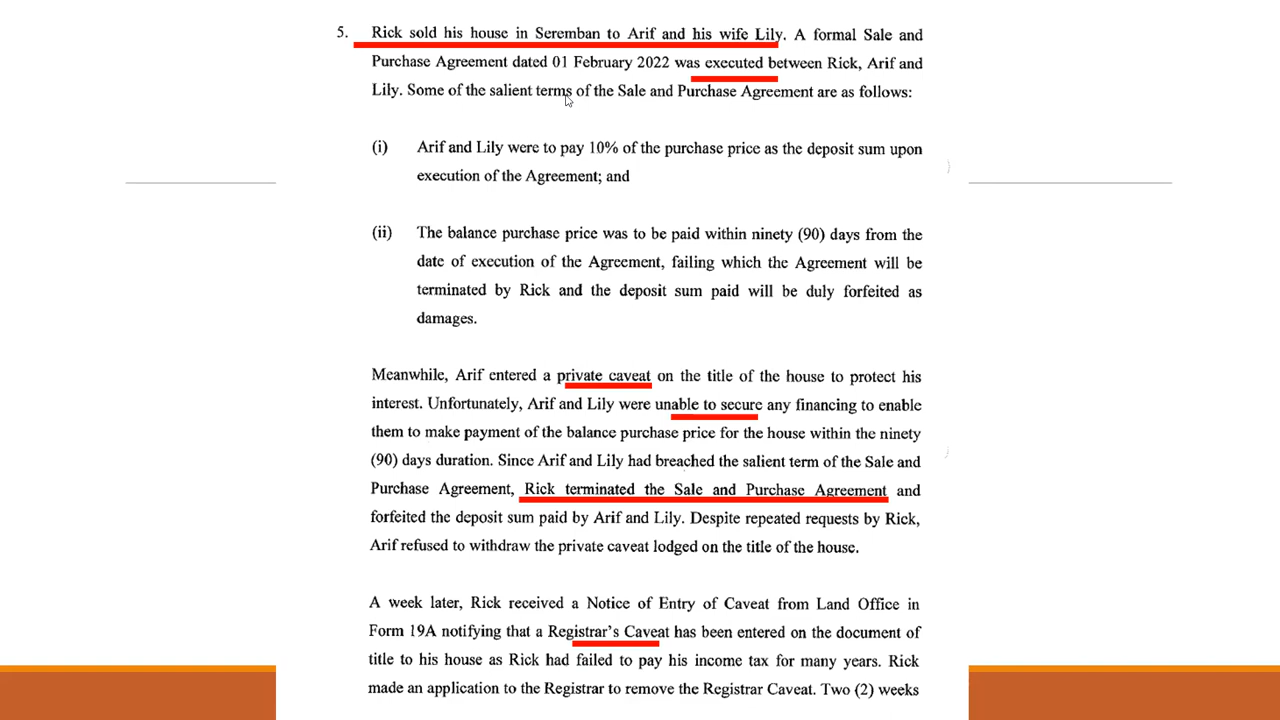 5. Rick sold his house in Seremban to Arif and his wife Lily. A formal Sale and
Purchase Agreement dated 01 February 2022 was executed between Rick, Arif and
Lily. Some of the salient terms of the Sale and Purchase Agreement are as follows:
(i) Arif and Lily were to pay 10% of the purchase price as the deposit sum upon
execution of the Agreement; and
(ii) The balance purchase price was to be paid within ninety (90) days from the
date of execution of the Agreement, failing which the Agreement will be
terminated by Rick and the deposit sum paid will be duly forfeited as
damages.
Meanwhile, Arif entered a private caveat on the title of the house to protect his
interest. Unfortunately, Arif and Lily were unable to secure any financing to enable
them to make payment of the balance purchase price for the house within the ninety
(90) days duration. Since Arif and Lily had breached the salient term of the Sale and
Purchase Agreement, Rick terminated the Sale and Purchase Agreement and
forfeited the deposit sum paid by Arif and Lily. Despite repeated requests by Rick,
Arif refused to withdraw the private caveat lodged on the title of the house.
A week later, Rick received a Notice of Entry of Caveat from Land Office in
Form 19A notifying that a Registrar's Caveat has been entered on the document of
title to his house as Rick had failed to pay his income tax for many years. Rick
made an application to the Registrar to remove the Registrar Caveat. Two (2) weeks